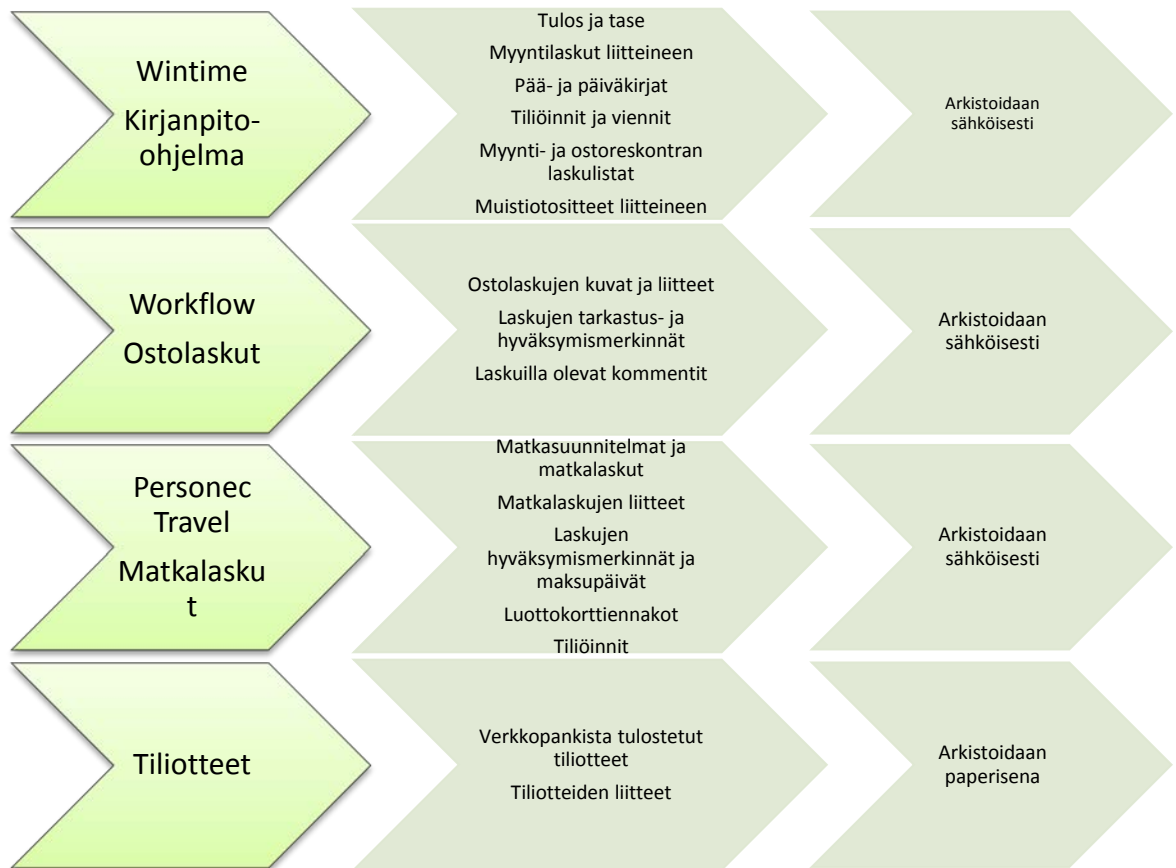 Wintime
Kirjanpito-
ohjelma
Tulos ja tase
Myyntilaskut liitteineen
Pää- ja päiväkirjat
Tiliöinnit ja viennit
Myynti- ja ostoreskontran
laskulistat
Muistiotositteet liitteineen
Arkistoidaan
sähköisesti
Workflow
Ostolaskut
Ostolaskujen kuvat ja liitteet
Laskujen tarkastus- ja
hyväksymismerkinnät
Laskuilla olevat kommentit
Arkistoidaan
sähköisesti
Personec
Travel
Matkalasku
t
Matkasuunnitelmat ja
matkalaskut
Matkalaskujen liitteet
Laskujen
hyväksymismerkinnät ja
maksupäivät
Luottokorttiennakot
Tiliöinnit
Arkistoidaan
sähköisesti
Tiliotteet
Verkkopankista tulostetut
tiliotteet
Tiliotteiden liitteet
Arkistoidaan
paperisena